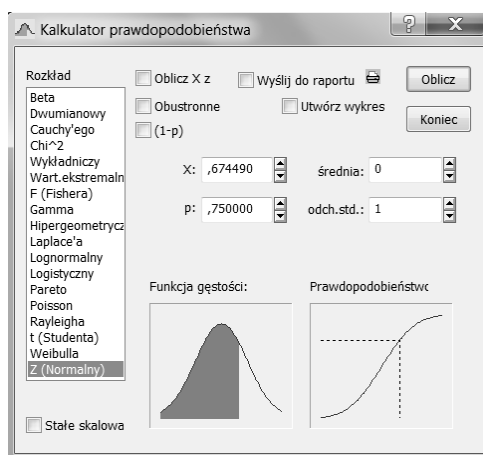 Kalkulator prawdopodobieństwa
Rozkład
Beta
Dwumianowy
Cauchy'ego
Chi^2
Wykładniczy
Wart.ekstremaln
F (Fishera)
Gamma
Hipergeometrycz
Laplace'a
Lognormalny
Logistyczny
Pareto
Poisson
Rayleigha
t (Studenta)
Weibulla
Z (Normalny)
Stałe skalowa
Oblicz X z
Wyślij do raportu
Oblicz
Obustronne
Utwórz wykres
Koniec
(1-p)
X: ,674490
średnia: 0
p: ,750000
odch.std.: 1
Funkcja gęstości:
Prawdopodobieństwc